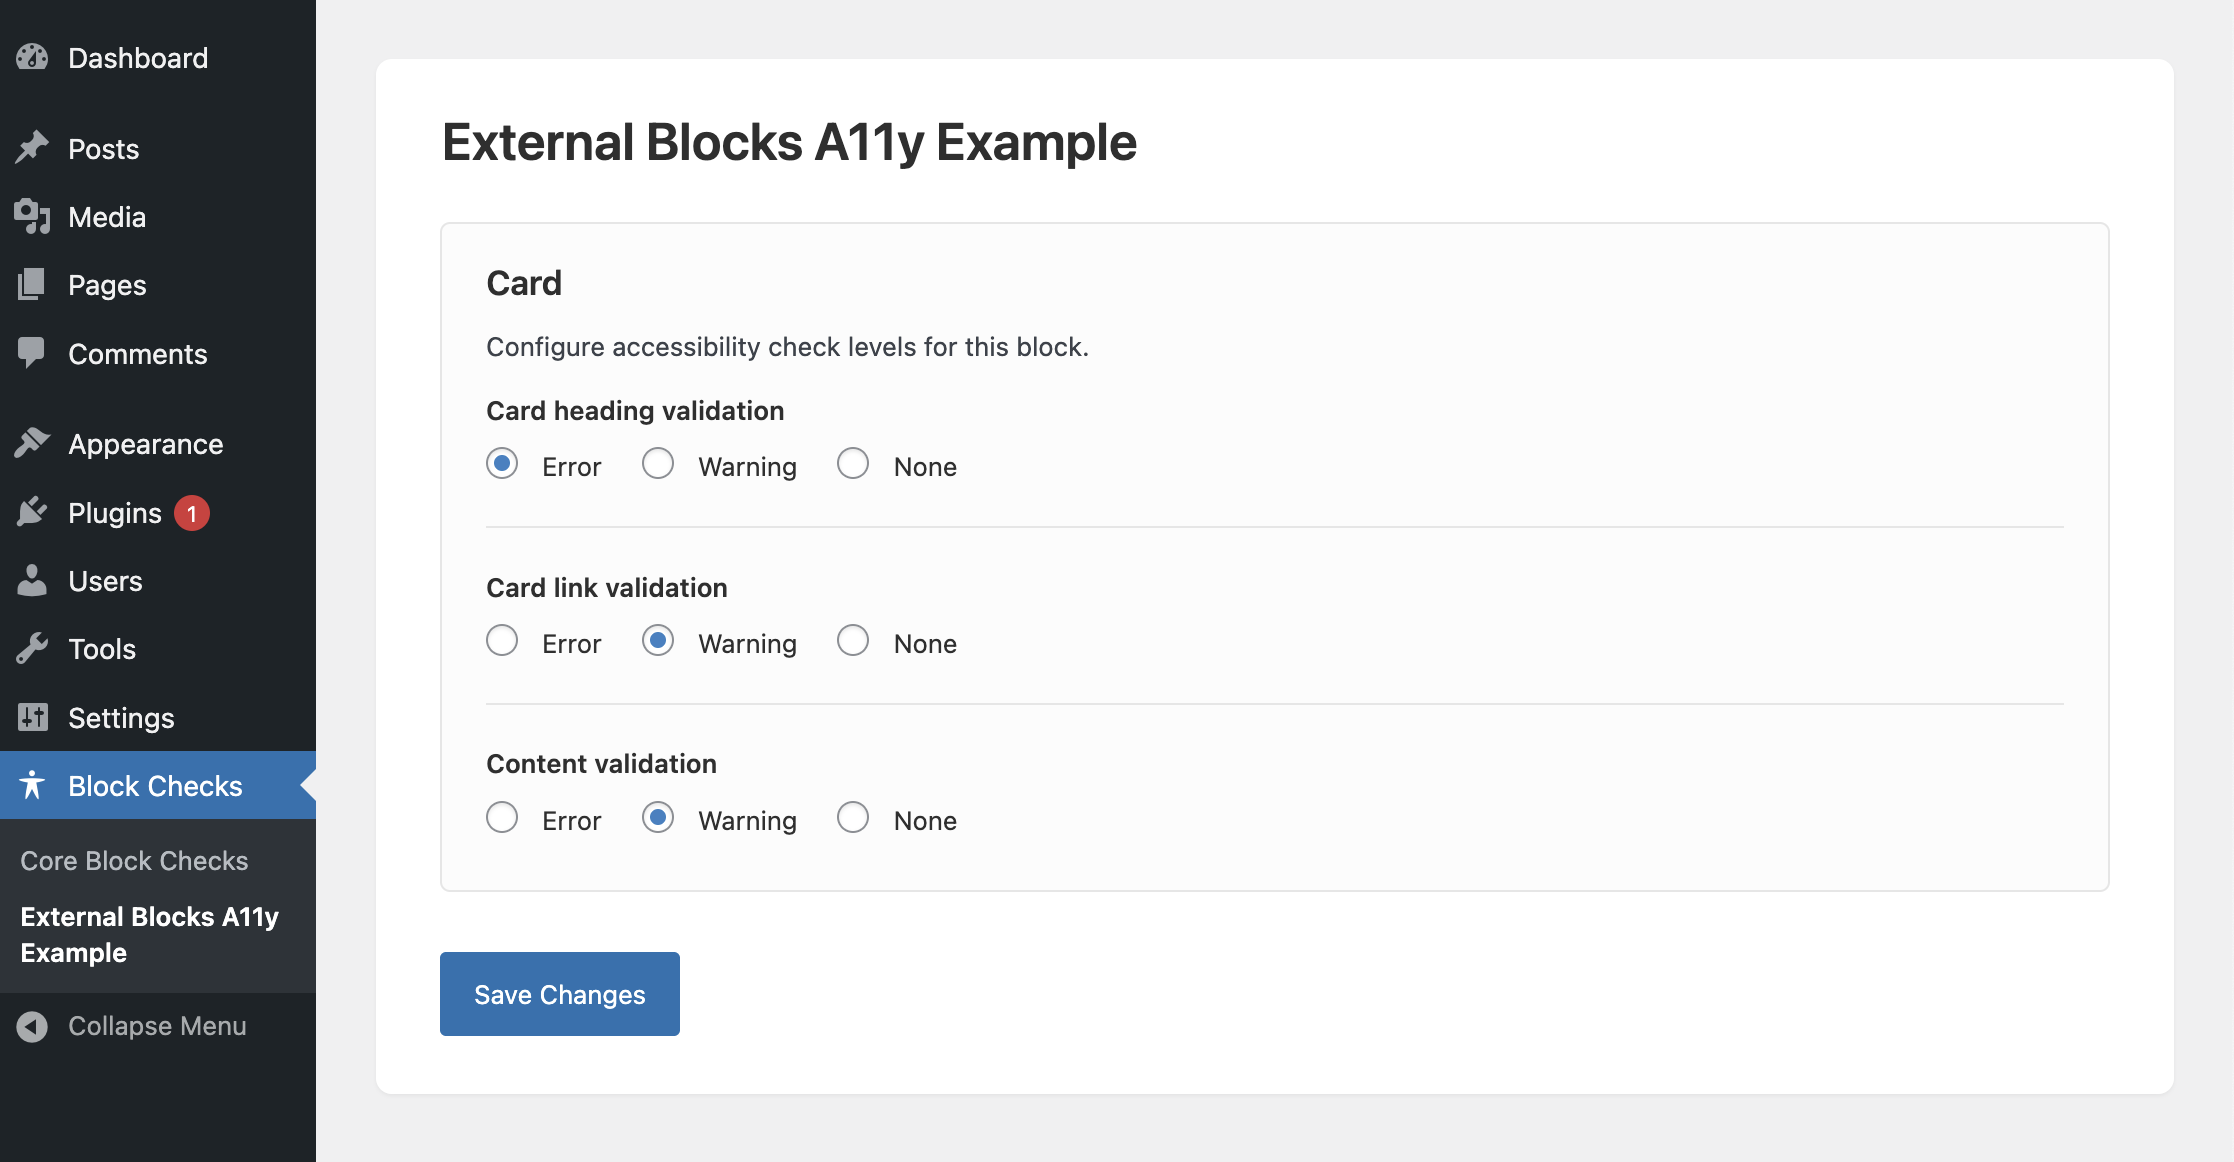 Dashboard
Posts
Media
Pages
Comments
Appearance
Plugins 1
Users
Tools
Settings
Block Checks
Core Block Checks
External Blocks A11y
Example
Collapse Menu
External Blocks A11y Example
Card
Configure accessibility check levels for this block.
Card heading validation
Error Warning None
Card link validation
Error Warning None
Content validation
Error Warning None
Save Changes